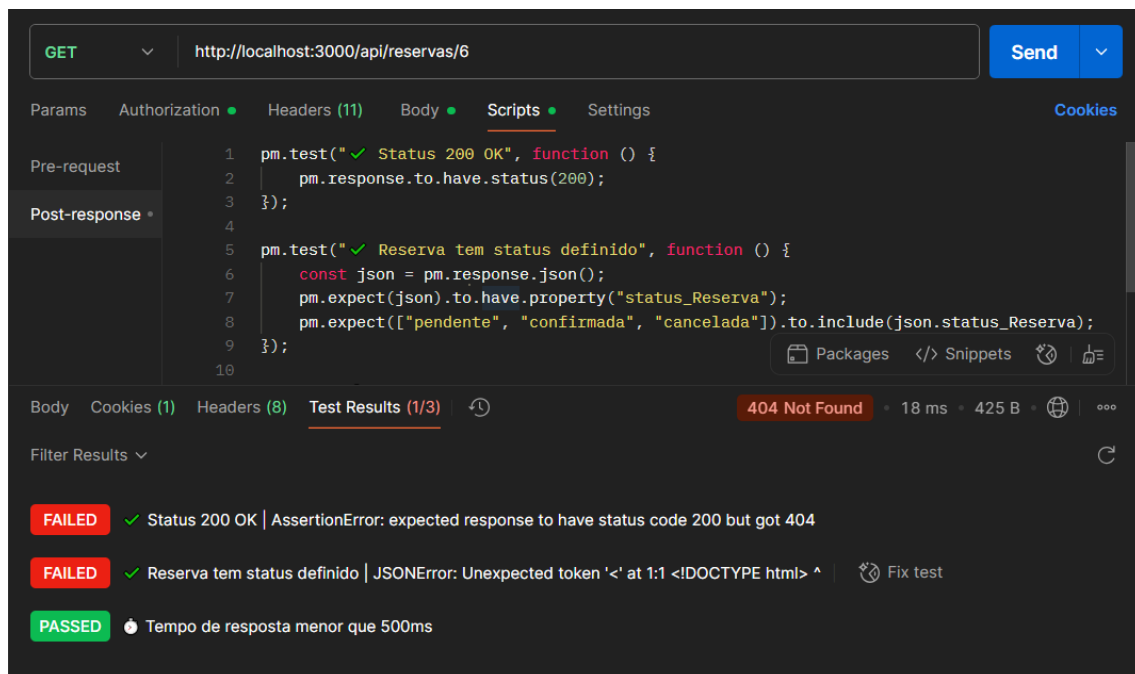 GET http://localhost:3000/api/reservas/6 Send
Params Authorization Headers (11) Body Scripts Settings Cookies
Pre-request
Post-response
1 pm.test("✓ Status 200 OK", function () {
2 pm.response.to.have.status(200);
3 });
4
5 pm.test("✓ Reserva tem status definido", function () {
6 const json = pm.response.json();
7 pm.expect(json).to.have.property("status_Reserva");
8 pm.expect(["pendente", "confirmada", "cancelada"]).to.include(json.status_Reserva);
9 });
10
Packages </> Snippets
Body Cookies (1) Headers (8) Test Results (1/3) 404 Not Found 18 ms 425 B
Filter Results
FAILED ✓ Status 200 OK | AssertionError: expected response to have status code 200 but got 404
FAILED ✓ Reserva tem status definido | JSONError: Unexpected token '<' at 1:1 <!DOCTYPE html> ^ Fix test
PASSED ⏱ Tempo de resposta menor que 500ms